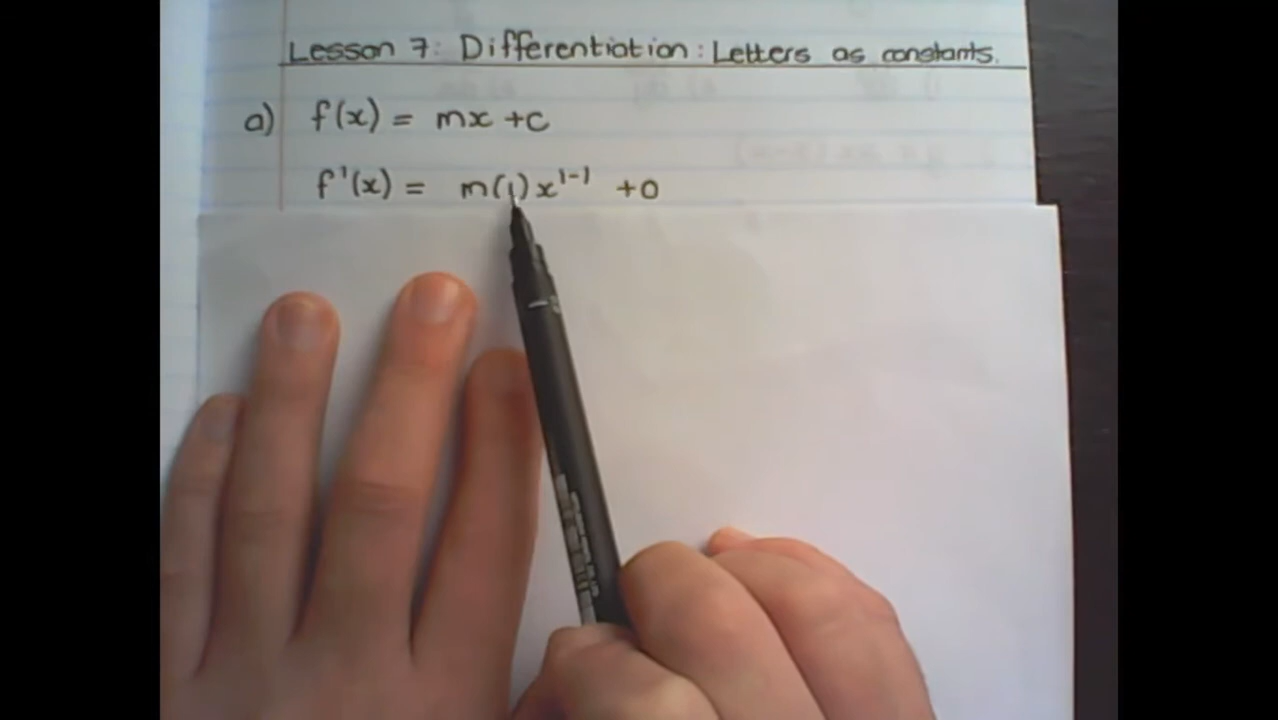 Lesson 7: Differentiation: Letters as constants.
a) f(x) = mx + c
f'(x) = m(1)x¹⁻¹ + 0